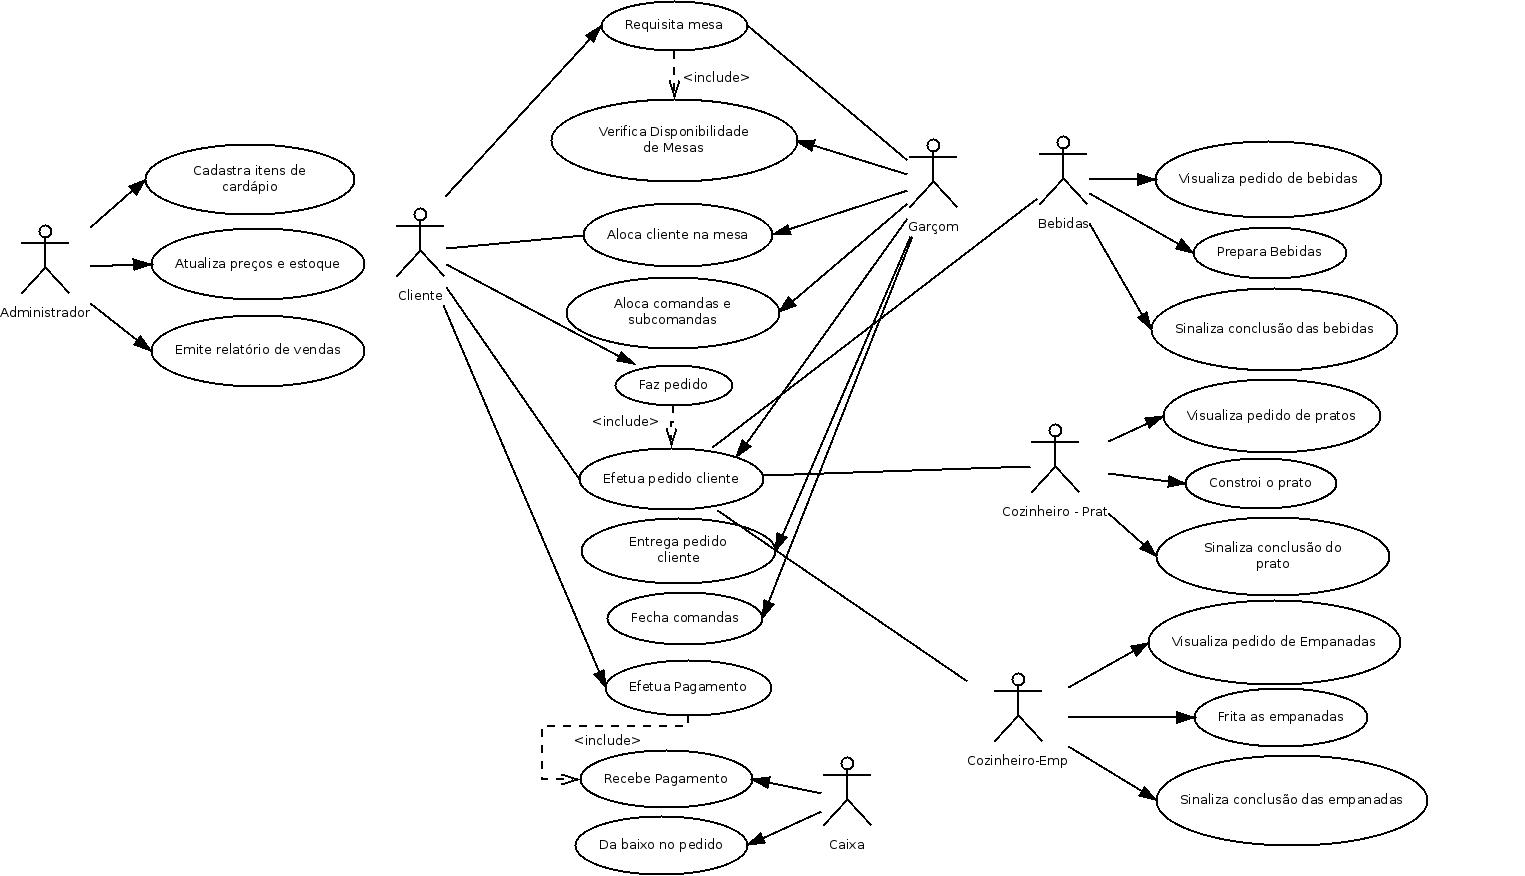 Requisita mesa
<include>
Verifica Disponibilidade
de Mesas
Cadastra itens de
cardápio
Atualiza preços e estoque
Emite relatório de vendas
Administrador
Cliente
Aloca cliente na mesa
Aloca comandas e
subcomandas
Faz pedido
<include>
Efetua pedido cliente
Entrega pedido
cliente
Fecha comandas
Efetua Pagamento
<include>
Recebe Pagamento
Da baixo no pedido
Caixa
Garçom
Bebidas
Visualiza pedido de bebidas
Prepara Bebidas
Sinaliza conclusão das bebidas
Cozinheiro - Prat
Visualiza pedido de pratos
Constroi o prato
Sinaliza conclusão do
prato
Cozinheiro-Emp
Visualiza pedido de Empanadas
Frita as empanadas
Sinaliza conclusão das empanadas